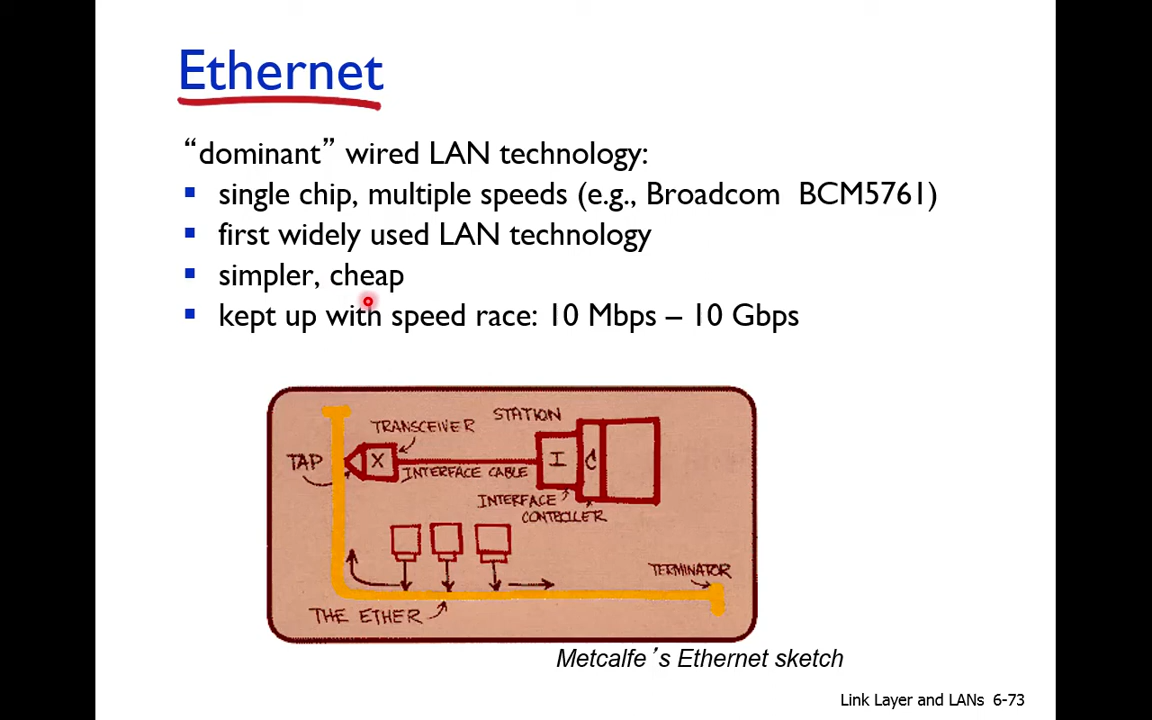 Ethernet
“dominant” wired LAN technology:
▪ single chip, multiple speeds (e.g., Broadcom BCM5761)
▪ first widely used LAN technology
▪ simpler, cheap
▪ kept up with speed race: 10 Mbps – 10 Gbps
STATION
TRANSCEIVER
TAP
X
I
C
INTERFACE CABLE
INTERFACE
CONTROLLER
TERMINATOR
THE ETHER
Metcalfe’s Ethernet sketch
Link Layer and LANs 6-73